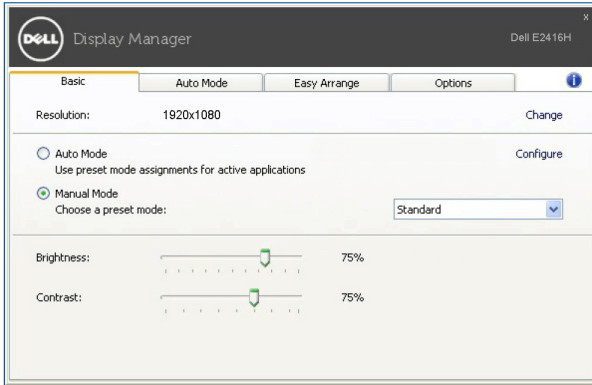 DELL Display Manager
x
Dell E2416H
Basic Auto Mode Easy Arrange Options i
Resolution: 1920x1080 Change
Auto Mode Configure
Use preset mode assignments for active applications
Manual Mode
Choose a preset mode: Standard
Brightness: 75%
Contrast: 75%